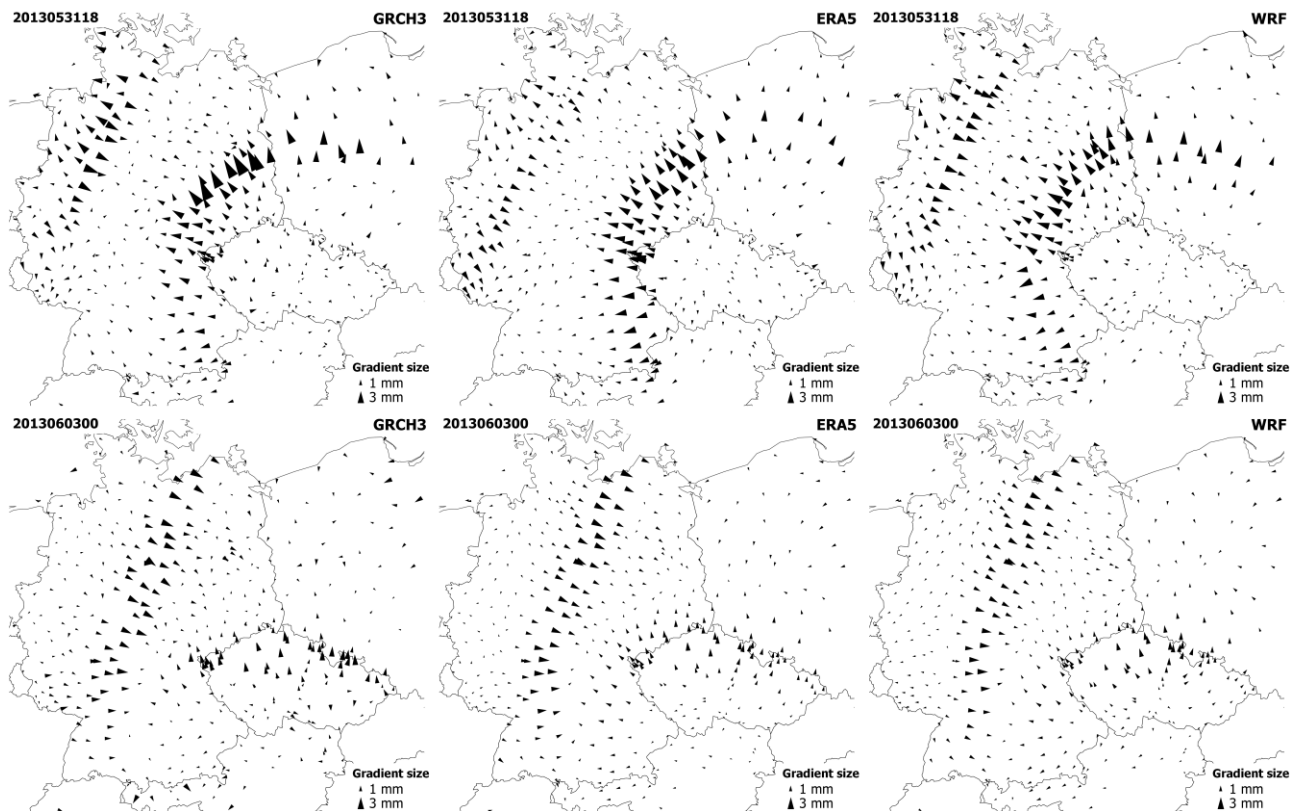 2013053118 GRCH3
Gradient size
1 mm
3 mm
2013053118 ERA5
Gradient size
1 mm
3 mm
2013053118 WRF
Gradient size
1 mm
3 mm
2013060300 GRCH3
Gradient size
1 mm
3 mm
2013060300 ERA5
Gradient size
1 mm
3 mm
2013060300 WRF
Gradient size
1 mm
3 mm